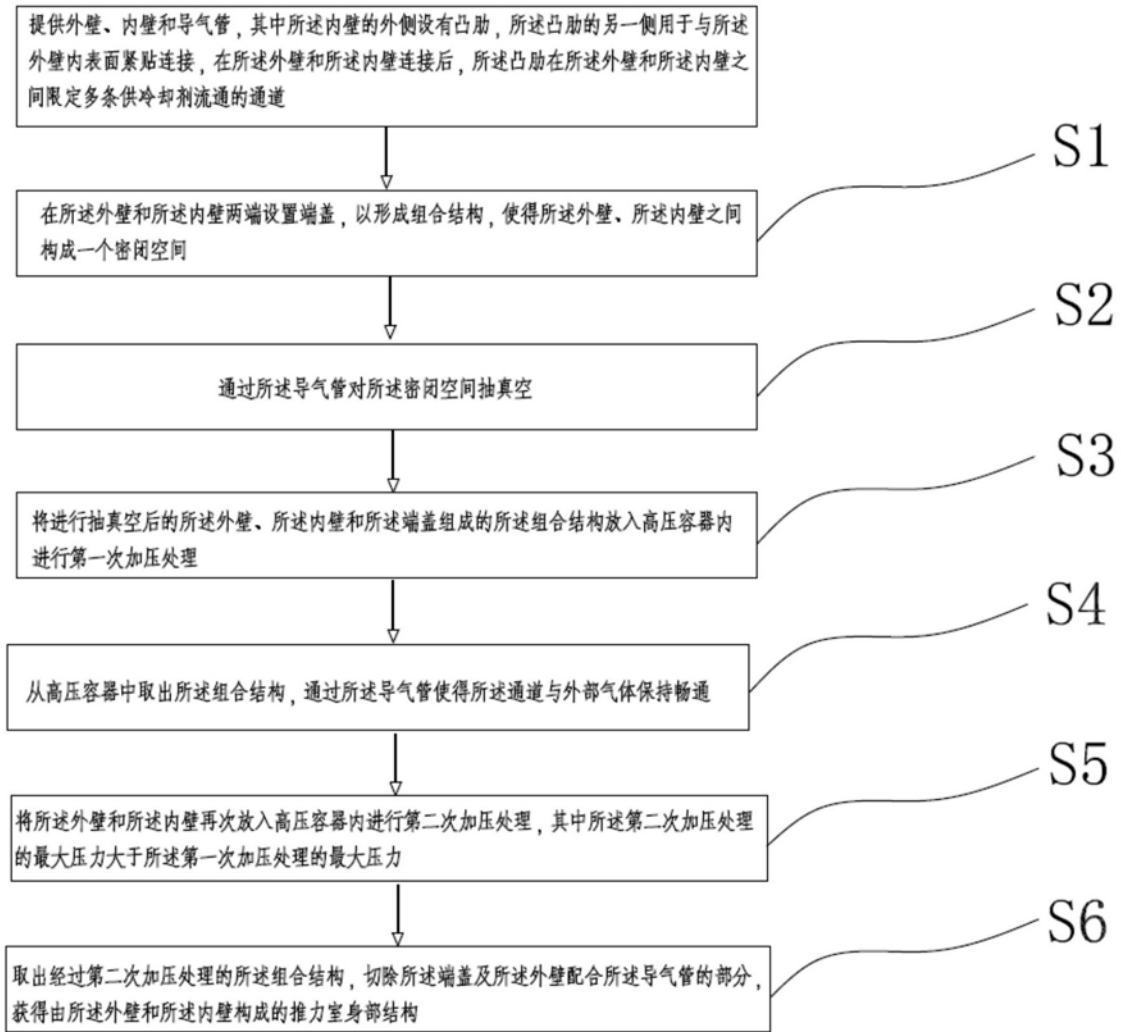 提供外壁、内壁和导气管，其中所述内壁的外侧设有凸肋，所述凸肋的另一侧用于与所述
外壁内表面紧贴连接，在所述外壁和所述内壁连接后，所述凸肋在所述外壁和所述内壁之
间限定多条供冷却剂流通的通道
S1
在所述外壁和所述内壁两端设置端盖，以形成组合结构，使得所述外壁、所述内壁之间
构成一个密闭空间
S2
通过所述导气管对所述密闭空间抽真空
S3
将进行抽真空后的所述外壁、所述内壁和所述端盖组成的所述组合结构放入高压容器内
进行第一次加压处理
S4
从高压容器中取出所述组合结构，通过所述导气管使得所述通道与外部气体保持畅通
S5
将所述外壁和所述内壁再次放入高压容器内进行第二次加压处理，其中所述第二次加压处理
的最大压力大于所述第一次加压处理的最大压力
S6
取出经过第二次加压处理的所述组合结构，切除所述端盖及所述外壁配合所述导气管的部分，
获得由所述外壁和所述内壁构成的推力室身部结构